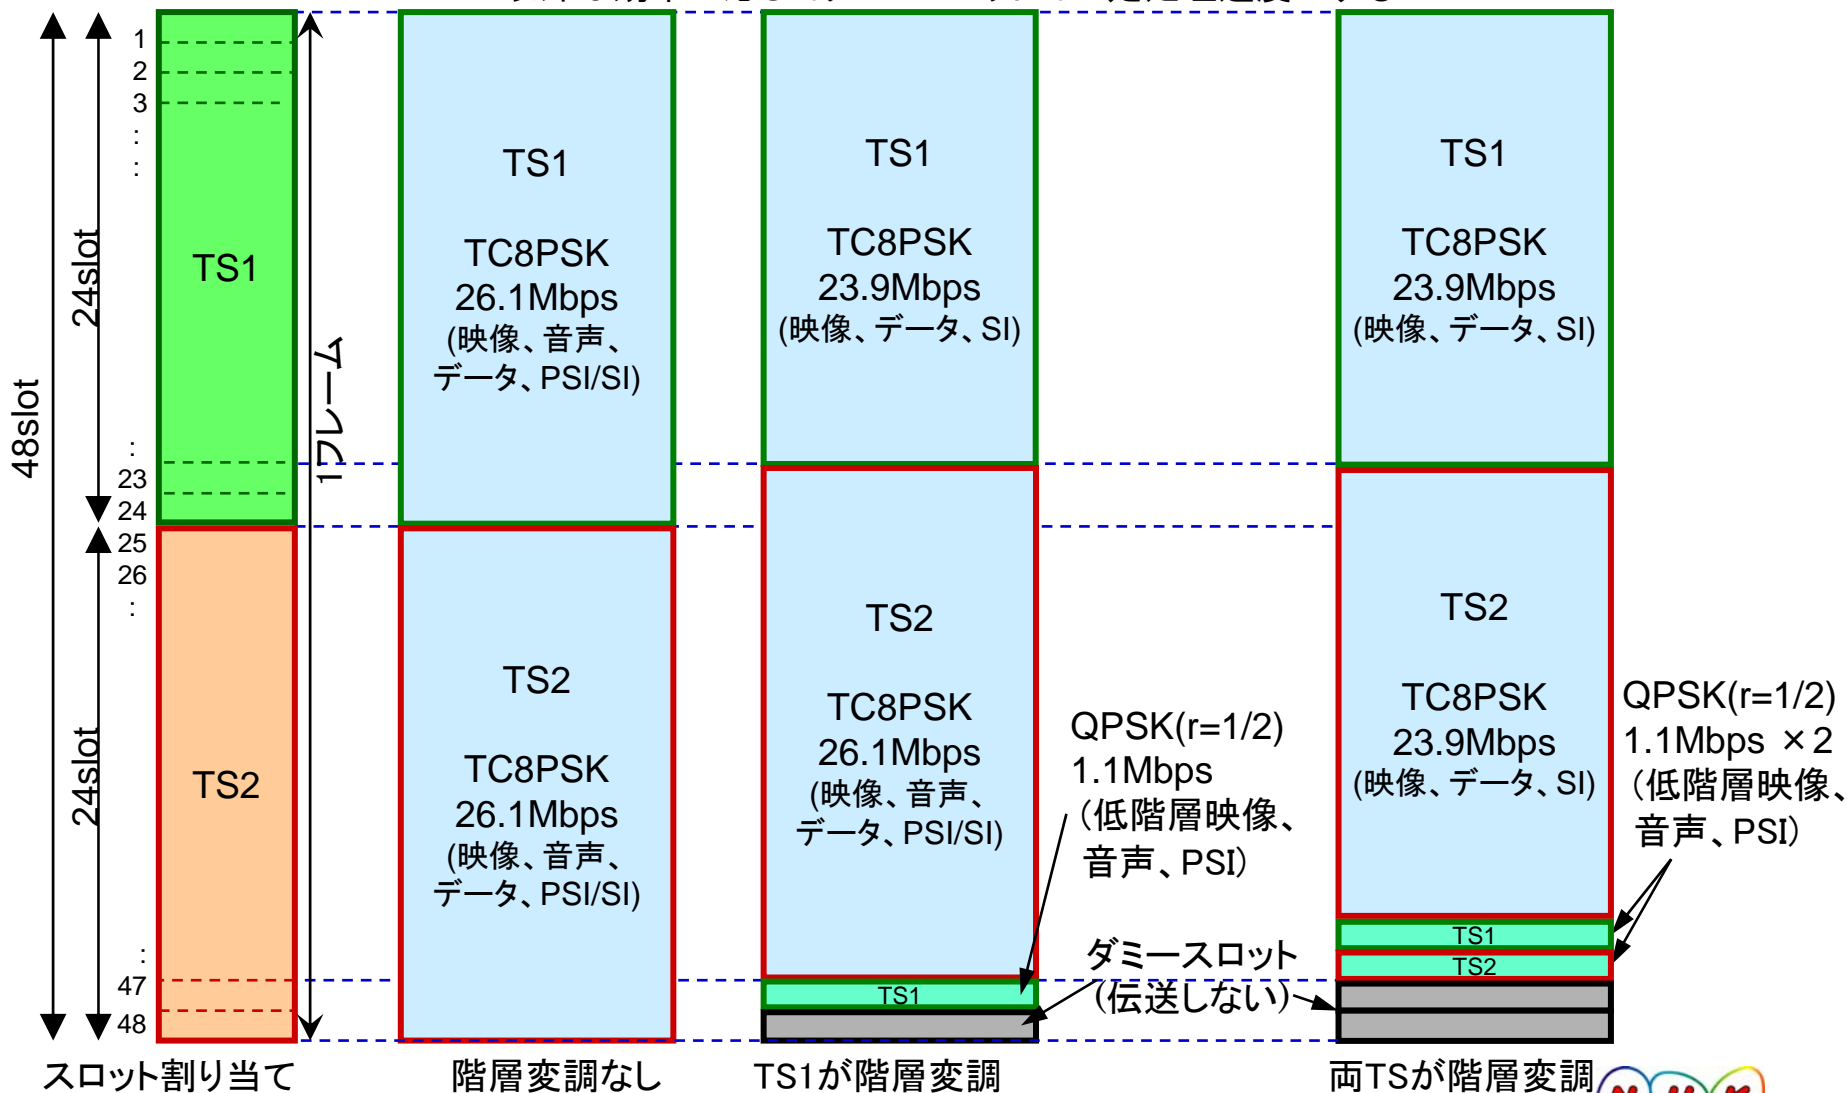 48slot
24slot
24slot
1
2
3
:
:
:
23
24
25
26
:
:
47
48
TS1
TS2
1フレーム
スロット割り当て
TS1
TC8PSK
26.1Mbps
(映像、音声、
データ、PSI/SI)
TS2
TC8PSK
26.1Mbps
(映像、音声、
データ、PSI/SI)
階層変調なし
TS1
TC8PSK
23.9Mbps
(映像、データ、SI)
TS2
TC8PSK
26.1Mbps
(映像、音声、
データ、PSI/SI)
TS1
TS1が階層変調
QPSK(r=1/2)
1.1Mbps
(低階層映像、
音声、PSI)
ダミースロット
(伝送しない)
TS1
TC8PSK
23.9Mbps
(映像、データ、SI)
TS2
TC8PSK
23.9Mbps
(映像、データ、SI)
TS1
TS2
両TSが階層変調
QPSK(r=1/2)
1.1Mbps ×2
(低階層映像、
音声、PSI)